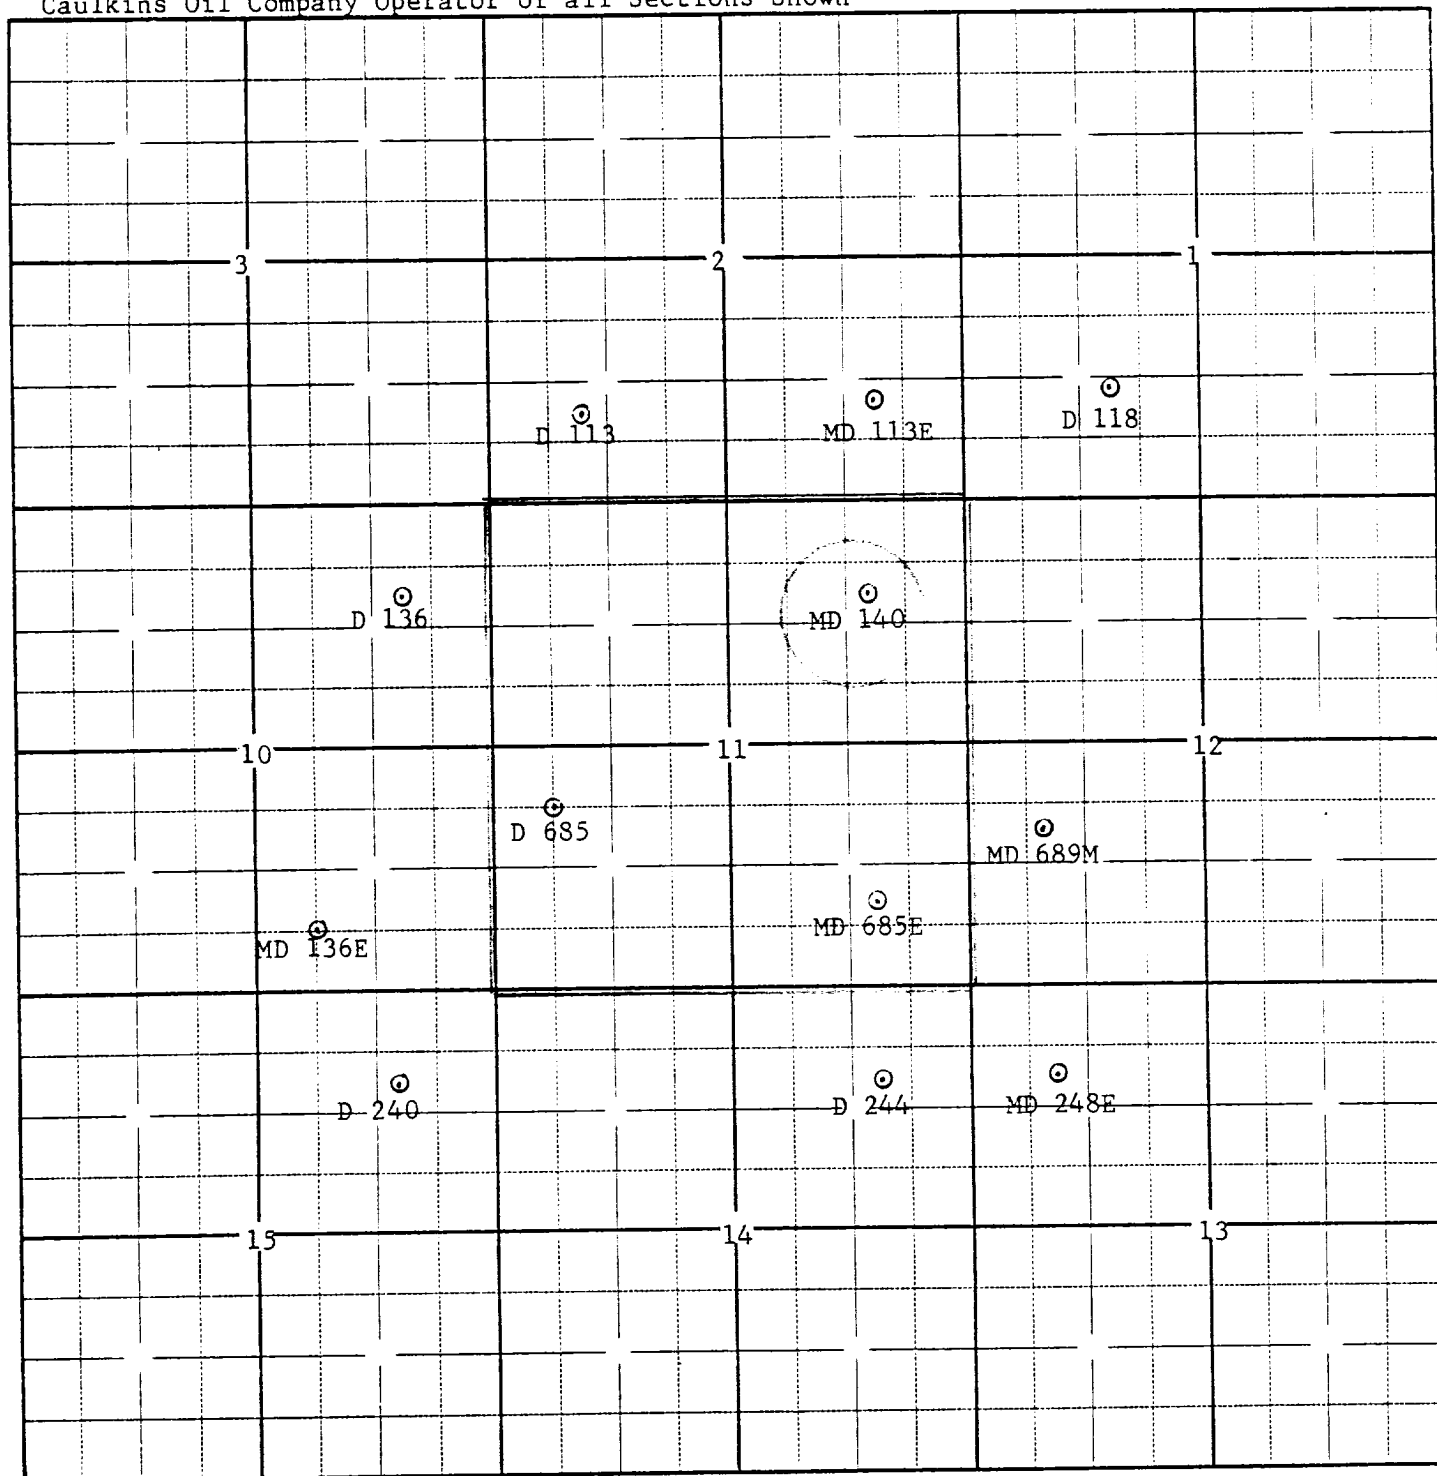 Caulkins Oil Company Operator of all Sections Shown
3
2
1
D 113
MD 113E
D 118
D 136
MD 140
10
11
12
D 685
MD 689M
MD 136E
MD 685E
D 240
D 244
MD 248E
15
14
13